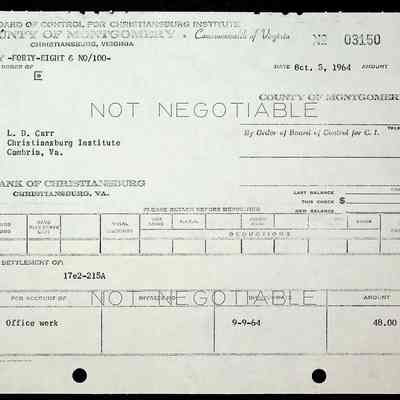 BOARD OF CONTROL FOR CHRISTIANSBURG INSTITUTE
COUNTY OF MONTGOMERY • Commonwealth of Virginia No 03150
CHRISTIANSBURG, VIRGINIA
-FORTY-EIGHT & NO/100-
ORDER OF
DATE Oct. 5, 1964 AMOUNT
COUNTY OF MONTGOMERY
NOT NEGOTIABLE
L. D. Carr
Christiansburg Institute
Cambria, Va.
By Order of Board of Control for C. I.
BANK OF CHRISTIANSBURG
CHRISTIANSBURG, VA.
LAST BALANCE
THIS CHECK $
NEW BALANCE
PLEASE DETACH BEFORE DEPOSITING
TOTAL
DEDUCTIONS
SETTLEMENT OF:
17e2-215A
FOR ACCOUNT OF AMOUNT
NOT NEGOTIABLE
Office werk 9-9-64 48.00